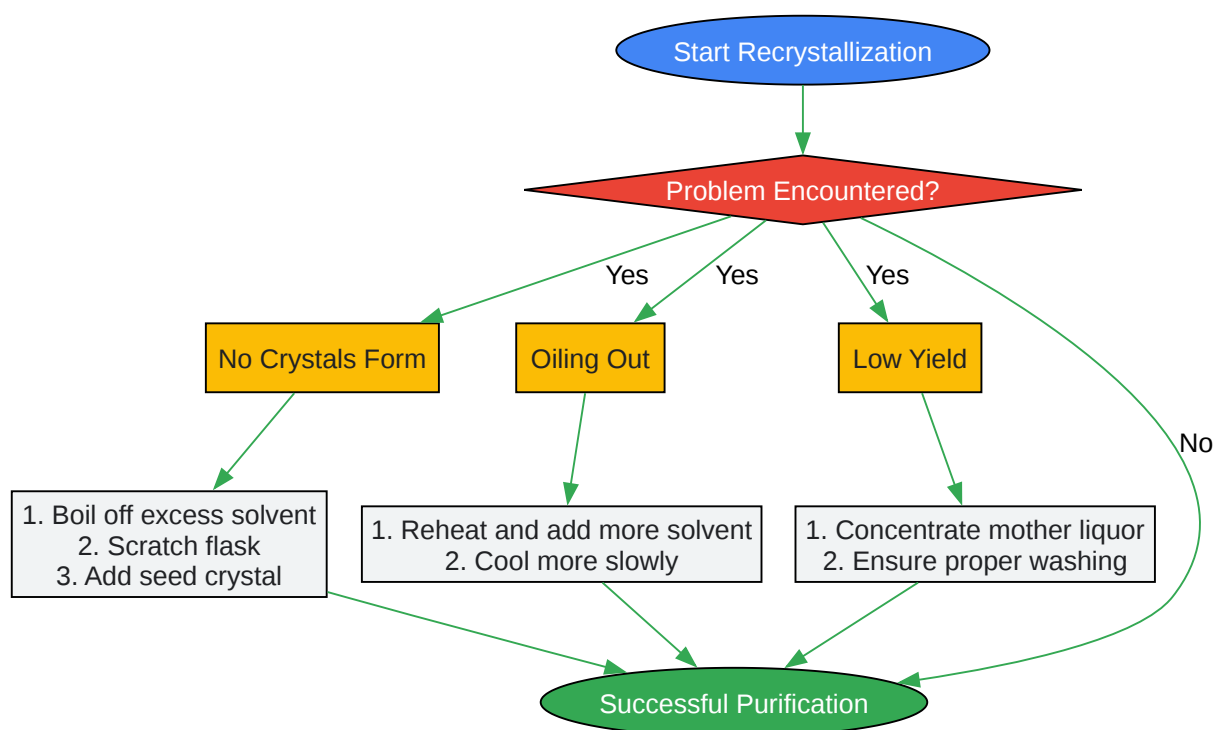 Start Recrystallization
Problem Encountered?
Yes
Yes
Yes
No Crystals Form
Oiling Out
Low Yield
No
1. Boil off excess solvent
2. Scratch flask
3. Add seed crystal
1. Reheat and add more solvent
2. Cool more slowly
1. Concentrate mother liquor
2. Ensure proper washing
Successful Purification